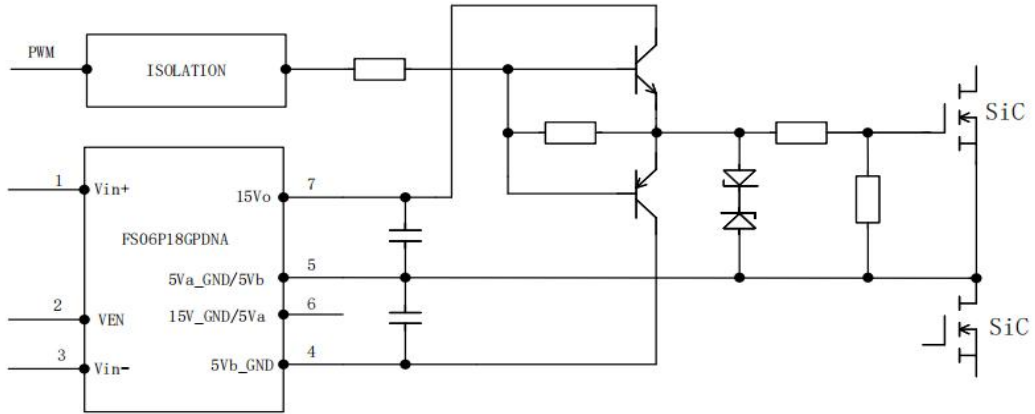 PWM
ISOLATION
SiC
1
Vin+
15Vo
7
FS06P18GPDNA
5Va_GND/5Vb
5
2
VEN
15V_GND/5Va
6
SiC
3
Vin-
5Vb_GND
4